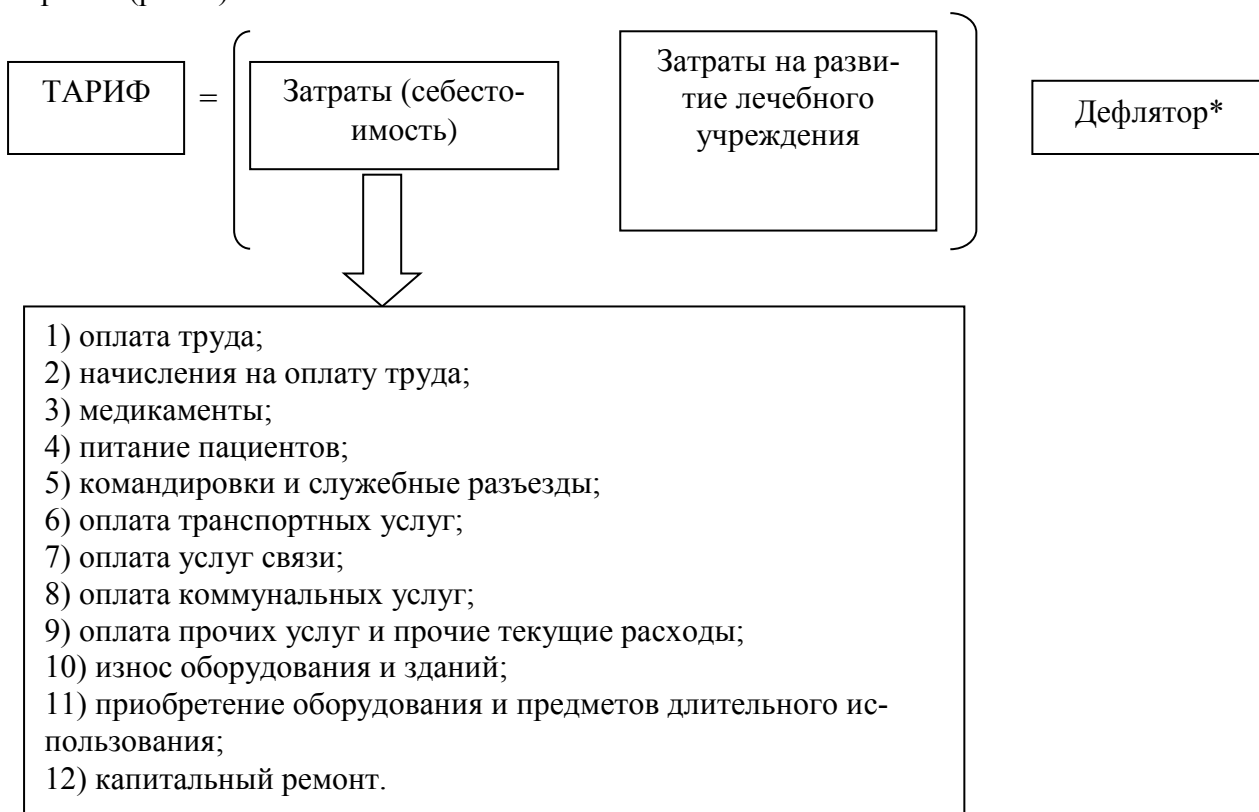 ТАРИФ
=
Затраты (себесто-
имость)
Затраты на разви-
тие лечебного
учреждения
Дефлятор*
1) оплата труда;
2) начисления на оплату труда;
3) медикаменты;
4) питание пациентов;
5) командировки и служебные разъезды;
6) оплата транспортных услуг;
7) оплата услуг связи;
8) оплата коммунальных услуг;
9) оплата прочих услуг и прочие текущие расходы;
10) износ оборудования и зданий;
11) приобретение оборудования и предметов длительного ис-
пользования;
12) капитальный ремонт.